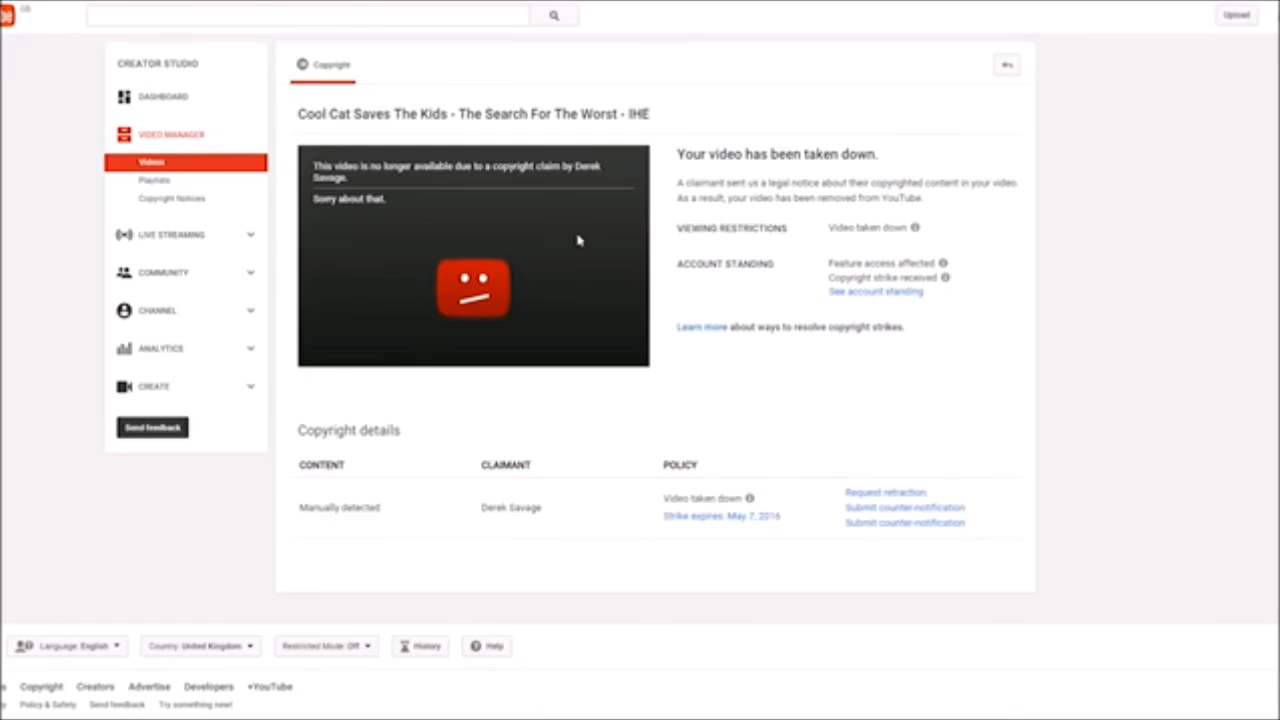 GB
Upload
CREATOR STUDIO
DASHBOARD
VIDEO MANAGER
Videos
Playlists
Copyright Notices
LIVE STREAMING
COMMUNITY
CHANNEL
ANALYTICS
CREATE
Send feedback
Copyright
Cool Cat Saves The Kids - The Search For The Worst - IHE
This video is no longer available due to a copyright claim by Derek
Savage.
Sorry about that.
Your video has been taken down.
A claimant sent us a legal notice about their copyrighted content in your video.
As a result, your video has been removed from YouTube.
VIEWING RESTRICTIONS Video taken down
ACCOUNT STANDING Feature access affected
Copyright strike received
See account standing
Learn more about ways to resolve copyright strikes.
Copyright details
CONTENT CLAIMANT POLICY
Manually detected Derek Savage Video taken down
Strike expires: May 7, 2016
Request retraction
Submit counter-notification
Submit counter-notification
Language: English Country: United Kingdom Restricted Mode: Off History Help
Copyright Creators Advertise Developers +YouTube
Policy & Safety Send feedback Try something new!